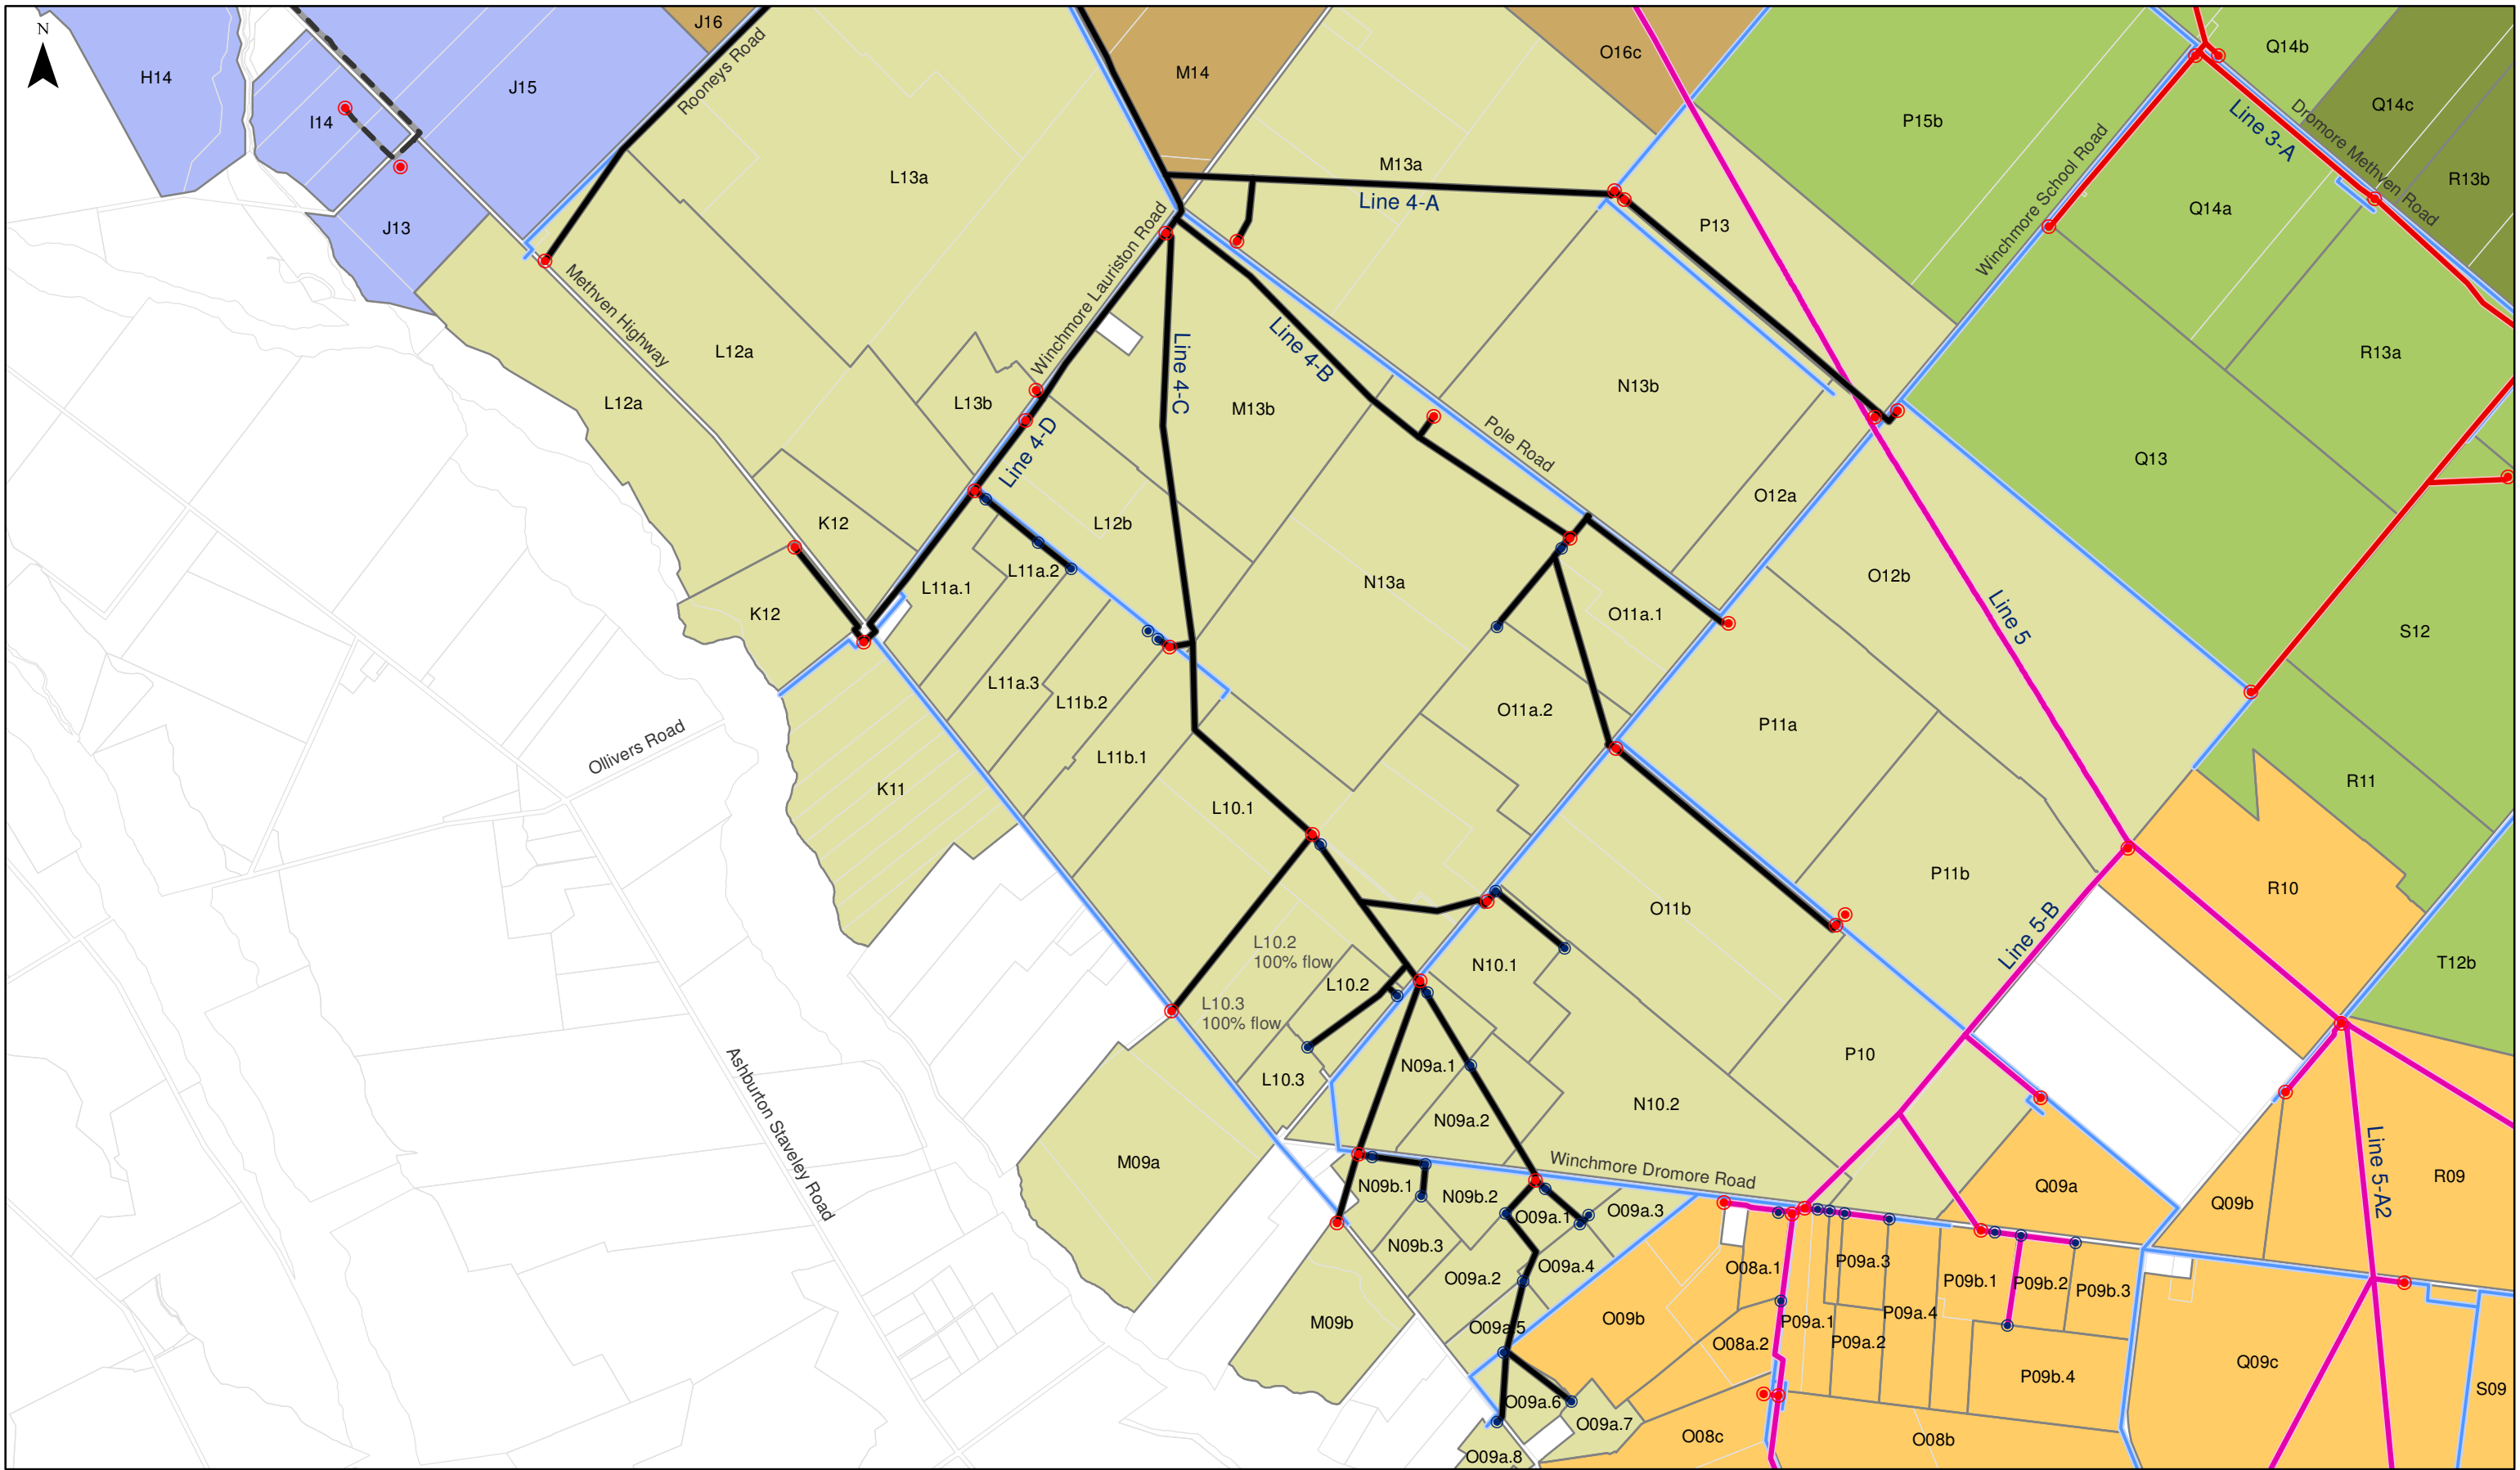 N
H14
I14
J15
J16
J13
Rooneys Road
M14
O16c
P15b
Q14b
Q14c
Dromore Methven Road
Line 3-A
R13b
L13a
M13a
Line 4-A
P13
Winchmore School Road
Q14a
Methven Highway
L12a
L12a
Winchmore Lauriston Road
Line 4-C
Line 4-B
L13b
M13b
N13b
R13a
Line 4-D
Pole Road
Q13
K12
L12b
O12a
K12
L11a.1
L11a.2
N13a
O11a.1
O12b
Line 5
S12
L11a.3
L11b.2
O11a.2
P11a
Ollivers Road
L11b.1
R11
K11
L10.1
P11b
R10
O11b
Line 5-B
L10.2
100% flow
N10.1
T12b
L10.2
L10.3
100% flow
P10
N09a.1
L10.3
N10.2
N09a.2
Ashburton Staveley Road
M09a
Winchmore Dromore Road
Line 5-A2
R09
N09b.1
N09b.2
Q09a
Q09b
O09a.1
O09a.3
N09b.3
O09a.4
O08a.1
P09a.3
O09a.2
P09b.1
P09b.2
P09b.3
M09b
O09a.5
O09b
P09a.1
P09a.4
O08a.2
P09a.2
Q09c
P09b.4
S09
O09a.6
O09a.7
O08c
O08b
O09a.8